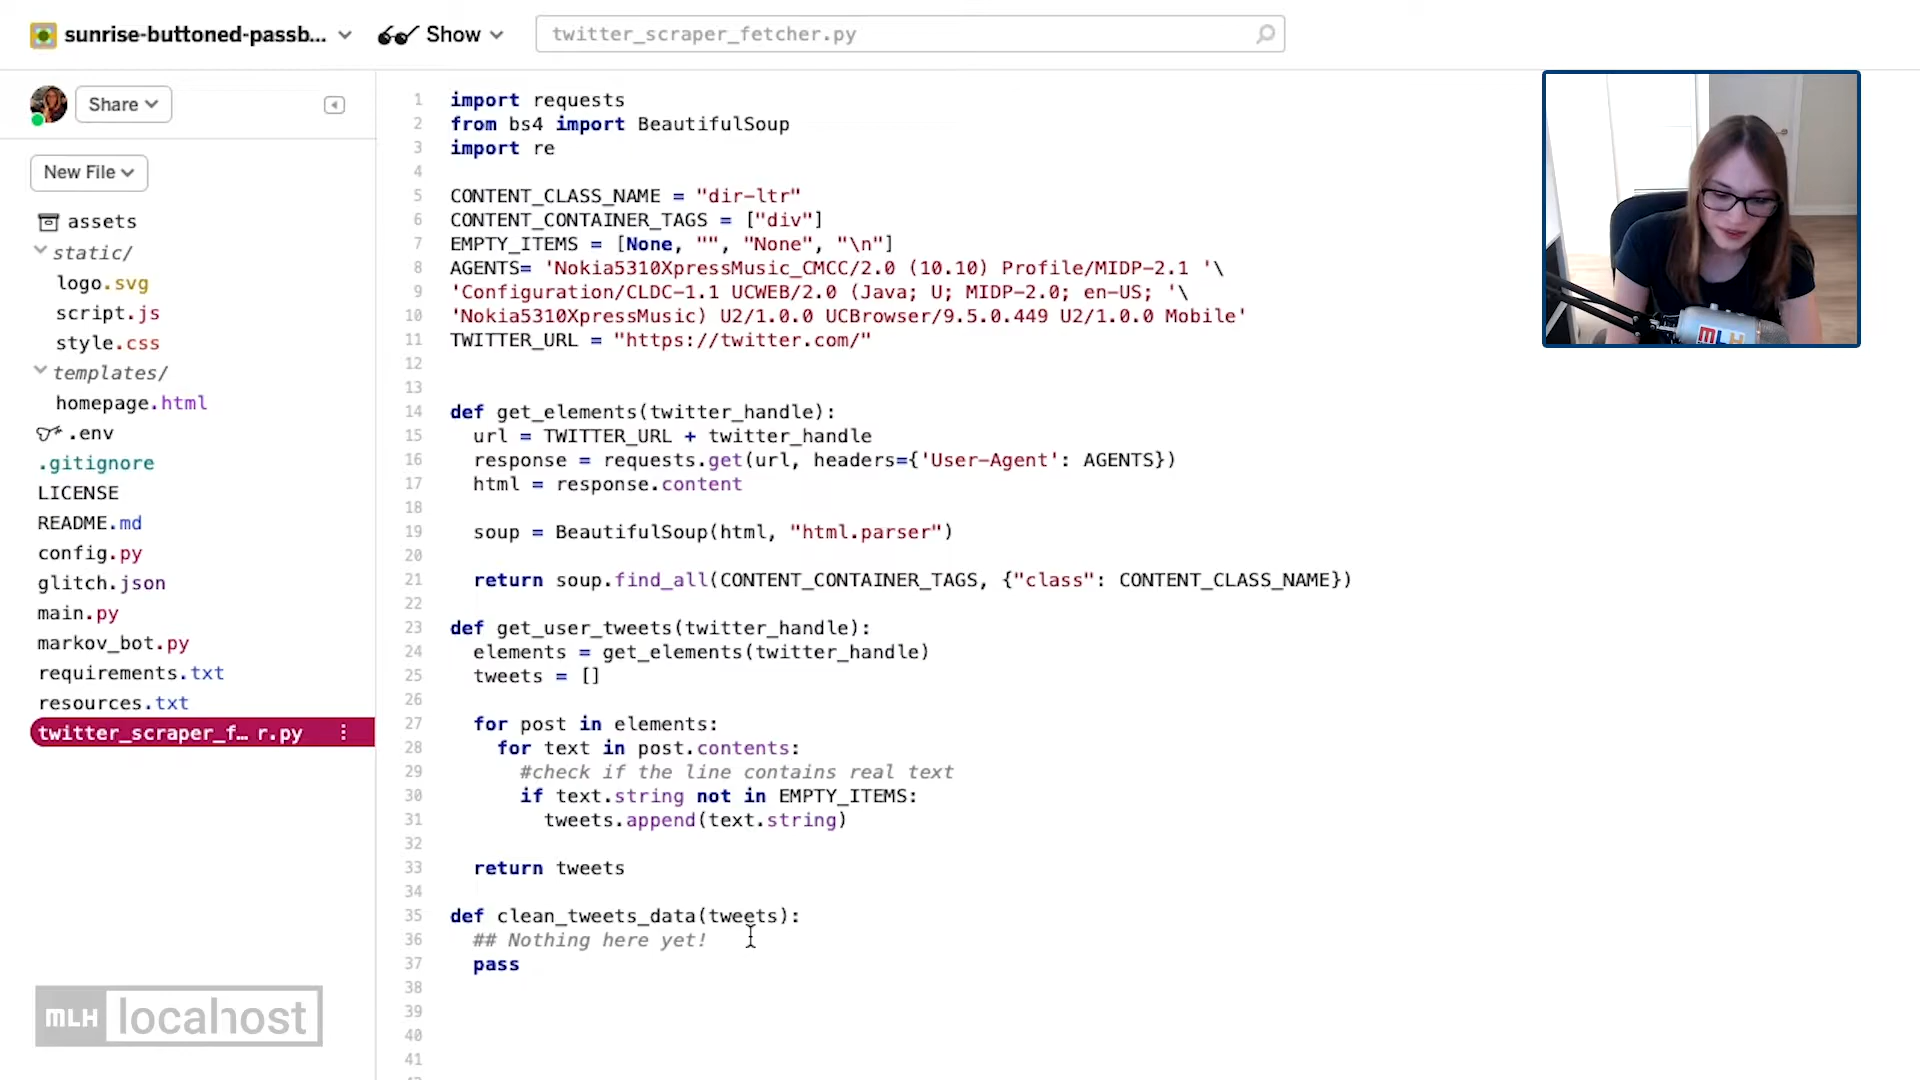 sunrise-buttoned-passb...
Show
twitter_scraper_fetcher.py
Share
New File
assets
static/
logo.svg
script.js
style.css
templates/
homepage.html
.env
.gitignore
LICENSE
README.md
config.py
glitch.json
main.py
markov_bot.py
requirements.txt
resources.txt
twitter_scraper_f… r.py
1 import requests
2 from bs4 import BeautifulSoup
3 import re
4
5 CONTENT_CLASS_NAME = "dir-ltr"
6 CONTENT_CONTAINER_TAGS = ["div"]
7 EMPTY_ITEMS = [None, "", "None", "\n"]
8 AGENTS= 'Nokia5310XpressMusic_CMCC/2.0 (10.10) Profile/MIDP-2.1 '\
9 'Configuration/CLDC-1.1 UCWEB/2.0 (Java; U; MIDP-2.0; en-US; '\
10 'Nokia5310XpressMusic) U2/1.0.0 UCBrowser/9.5.0.449 U2/1.0.0 Mobile'
11 TWITTER_URL = "https://twitter.com/"
12
13
14 def get_elements(twitter_handle):
15 url = TWITTER_URL + twitter_handle
16 response = requests.get(url, headers={'User-Agent': AGENTS})
17 html = response.content
18
19 soup = BeautifulSoup(html, "html.parser")
20
21 return soup.find_all(CONTENT_CONTAINER_TAGS, {"class": CONTENT_CLASS_NAME})
22
23 def get_user_tweets(twitter_handle):
24 elements = get_elements(twitter_handle)
25 tweets = []
26
27 for post in elements:
28 for text in post.contents:
29 #check if the line contains real text
30 if text.string not in EMPTY_ITEMS:
31 tweets.append(text.string)
32
33 return tweets
34
35 def clean_tweets_data(tweets):
36 ## Nothing here yet!
37 pass
38
39
40
41
MLH localhost
MLH